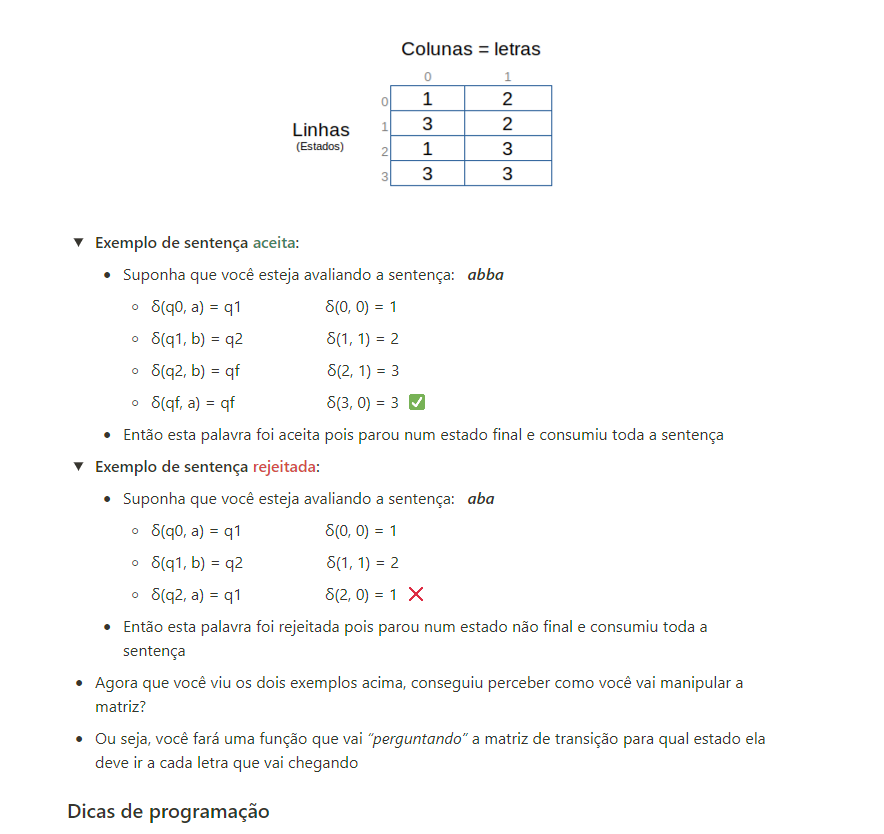 Colunas = letras
0 1
0 1 2
Linhas
(Estados)
1 3 2
2 1 3
3 3 3
▼ Exemplo de sentença aceita:
• Suponha que você esteja avaliando a sentença: abba
◦ δ(q0, a) = q1 δ(0, 0) = 1
◦ δ(q1, b) = q2 δ(1, 1) = 2
◦ δ(q2, b) = qf δ(2, 1) = 3
◦ δ(qf, a) = qf δ(3, 0) = 3 ✅
• Então esta palavra foi aceita pois parou num estado final e consumiu toda a sentença
▼ Exemplo de sentença rejeitada:
• Suponha que você esteja avaliando a sentença: aba
◦ δ(q0, a) = q1 δ(0, 0) = 1
◦ δ(q1, b) = q2 δ(1, 1) = 2
◦ δ(q2, a) = q1 δ(2, 0) = 1 ❌
• Então esta palavra foi rejeitada pois parou num estado não final e consumiu toda a
sentença
• Agora que você viu os dois exemplos acima, conseguiu perceber como você vai manipular a
matriz?
• Ou seja, você fará uma função que vai “perguntando” a matriz de transição para qual estado ela
deve ir a cada letra que vai chegando
Dicas de programação